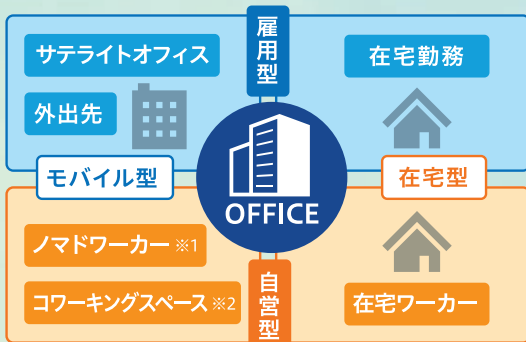 雇用型
サテライトオフィス
在宅勤務
外出先
モバイル型
OFFICE
在宅型
ノマドワーカー ※1
コワーキングスペース ※2
自営型
在宅ワーカー